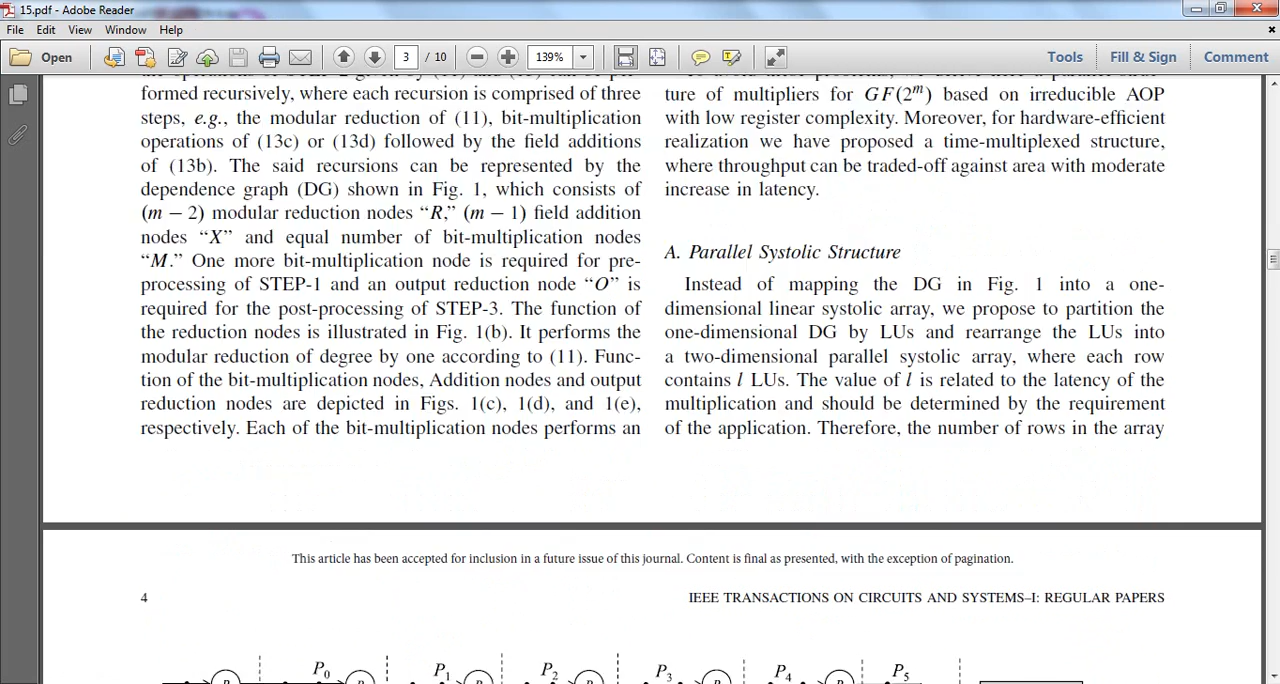 15.pdf - Adobe Reader
File Edit View Window Help
Open 3 / 10 139% Tools Fill & Sign Comment
formed recursively, where each recursion is comprised of three
steps, e.g., the modular reduction of (11), bit-multiplication
operations of (13c) or (13d) followed by the field additions
of (13b). The said recursions can be represented by the
dependence graph (DG) shown in Fig. 1, which consists of
(m − 2) modular reduction nodes “R,” (m − 1) field addition
nodes “X” and equal number of bit-multiplication nodes
“M.” One more bit-multiplication node is required for pre-
processing of STEP-1 and an output reduction node “O” is
required for the post-processing of STEP-3. The function of
the reduction nodes is illustrated in Fig. 1(b). It performs the
modular reduction of degree by one according to (11). Func-
tion of the bit-multiplication nodes, Addition nodes and output
reduction nodes are depicted in Figs. 1(c), 1(d), and 1(e),
respectively. Each of the bit-multiplication nodes performs an
ture of multipliers for GF(2^m) based on irreducible AOP
with low register complexity. Moreover, for hardware-efficient
realization we have proposed a time-multiplexed structure,
where throughput can be traded-off against area with moderate
increase in latency.
A. Parallel Systolic Structure
Instead of mapping the DG in Fig. 1 into a one-
dimensional linear systolic array, we propose to partition the
one-dimensional DG by LUs and rearrange the LUs into
a two-dimensional parallel systolic array, where each row
contains l LUs. The value of l is related to the latency of the
multiplication and should be determined by the requirement
of the application. Therefore, the number of rows in the array
This article has been accepted for inclusion in a future issue of this journal. Content is final as presented, with the exception of pagination.
4 IEEE TRANSACTIONS ON CIRCUITS AND SYSTEMS–I: REGULAR PAPERS
P0 P1 P2 P3 P4 P5